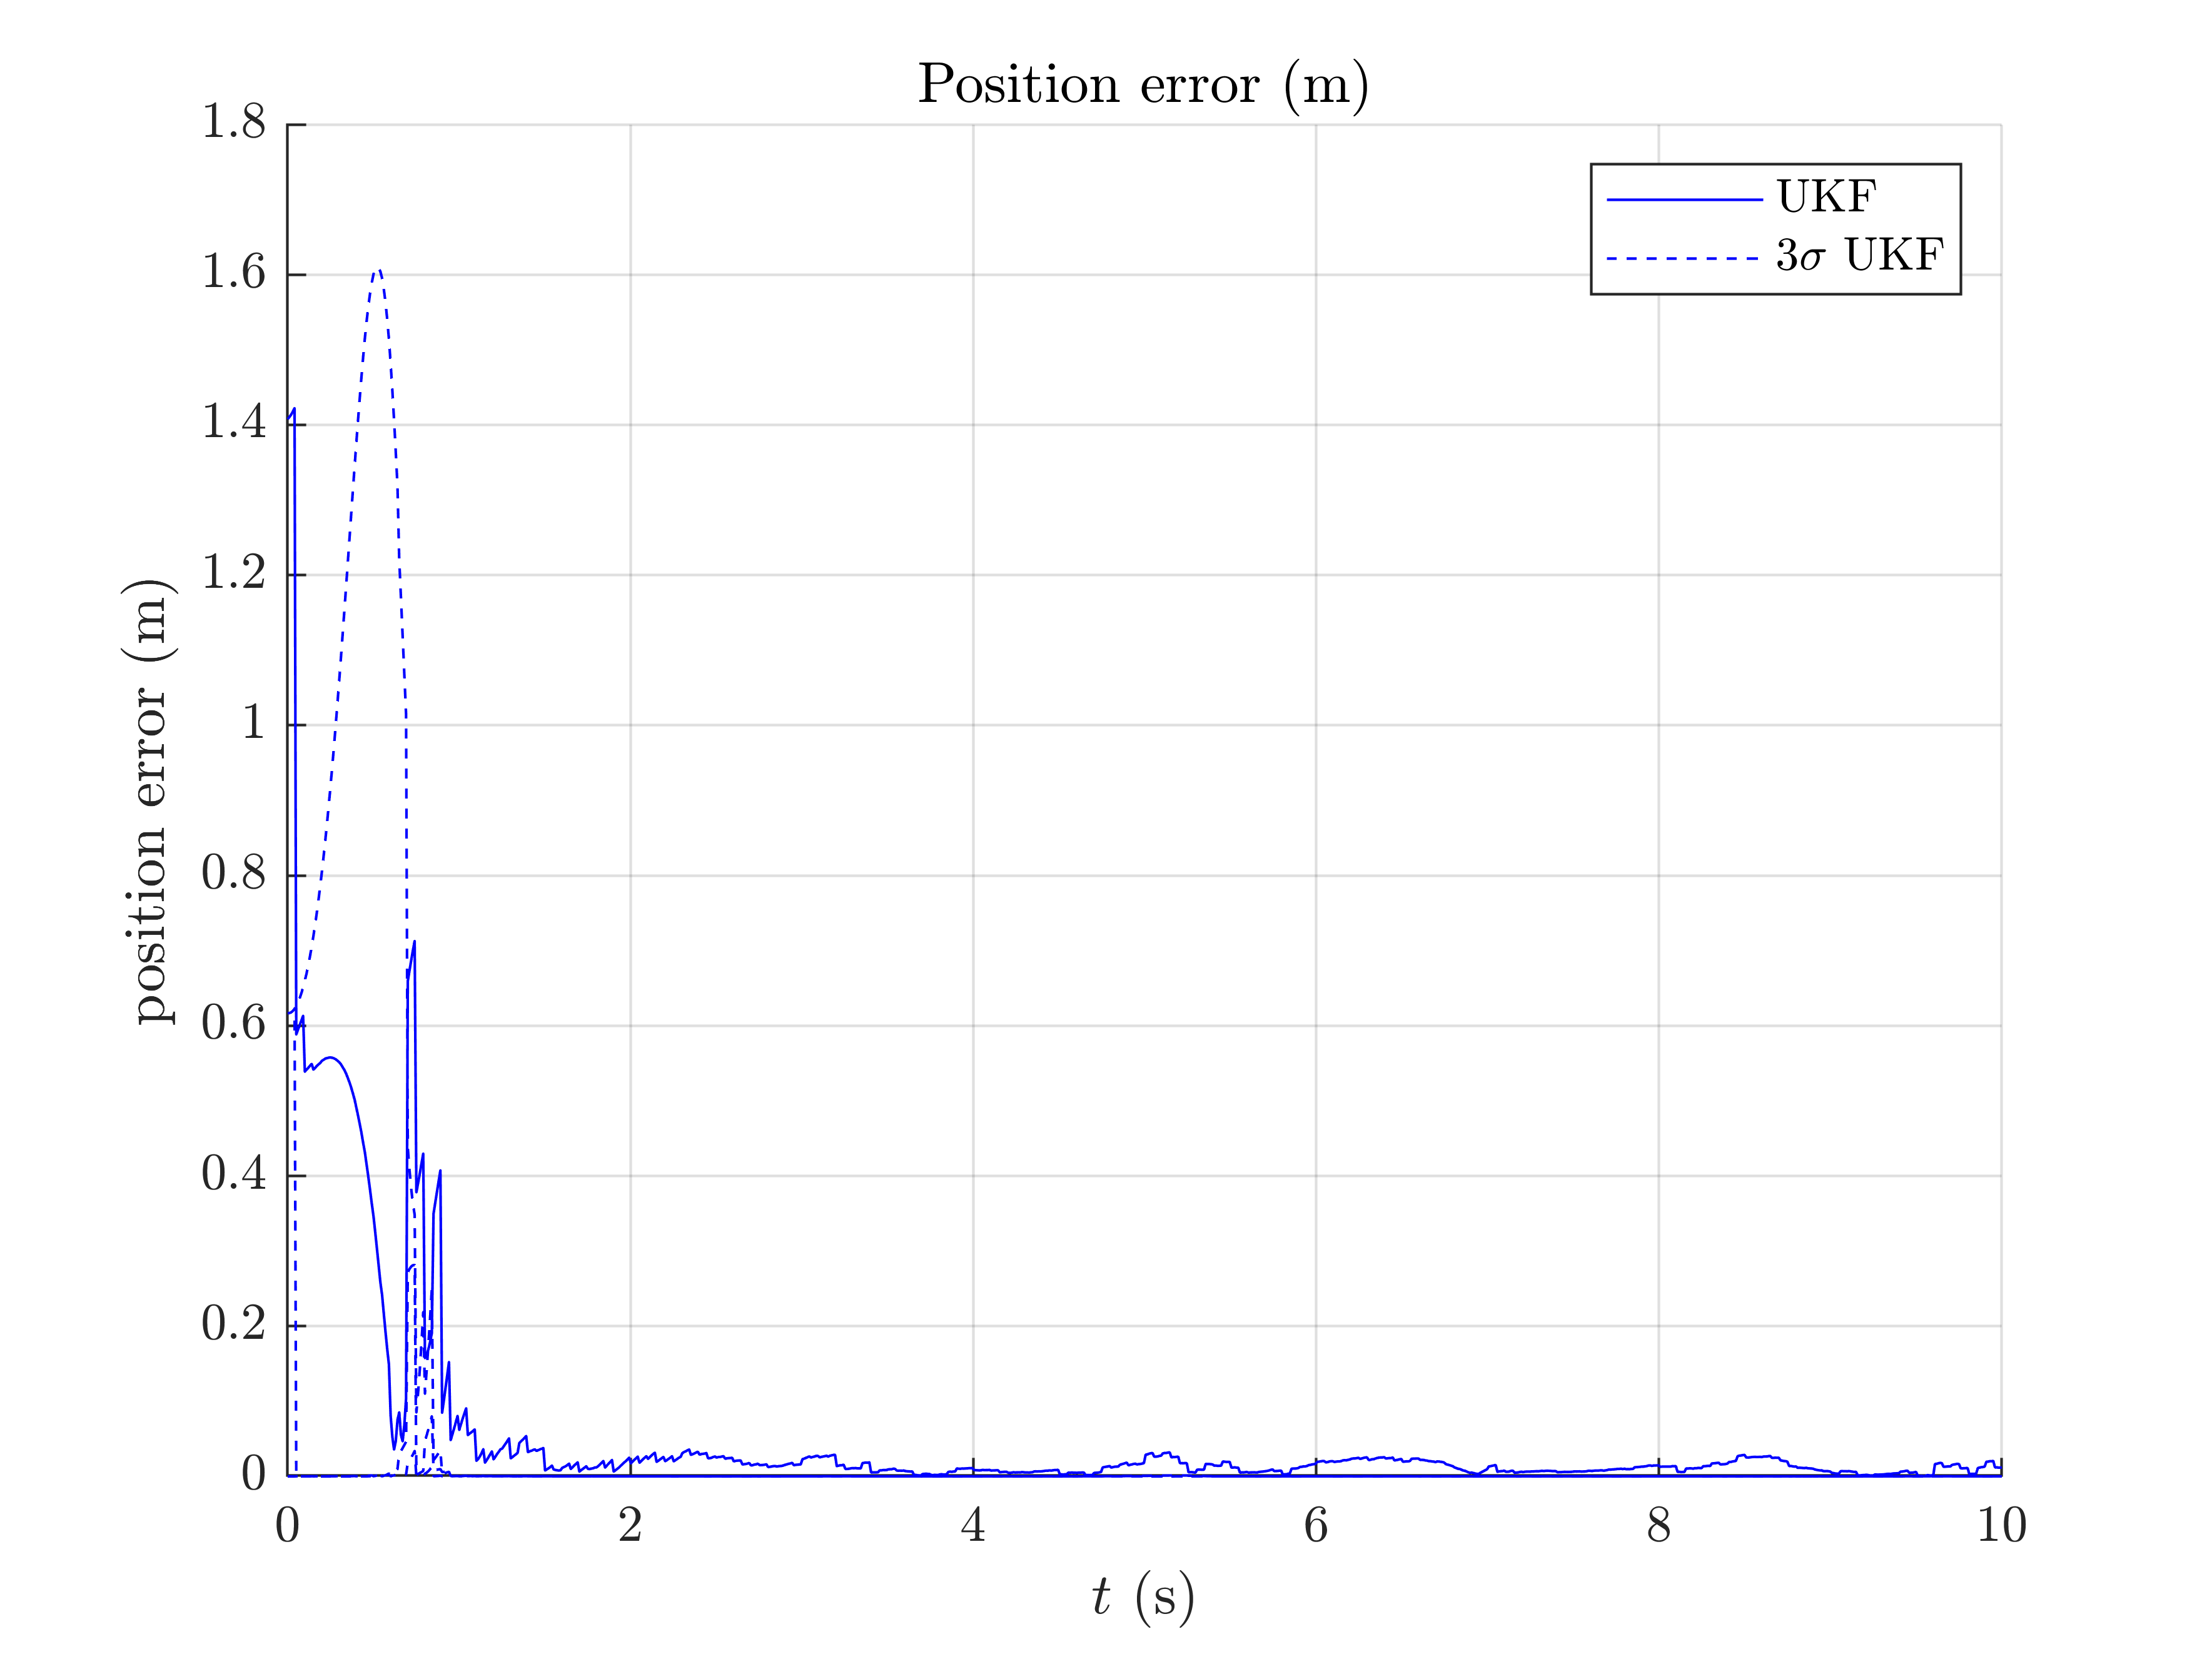 Position error (m)
UKF
3σ UKF
position error (m)
1.8
1.6
1.4
1.2
1
0.8
0.6
0.4
0.2
0
0 2 4 6 8 10
t (s)